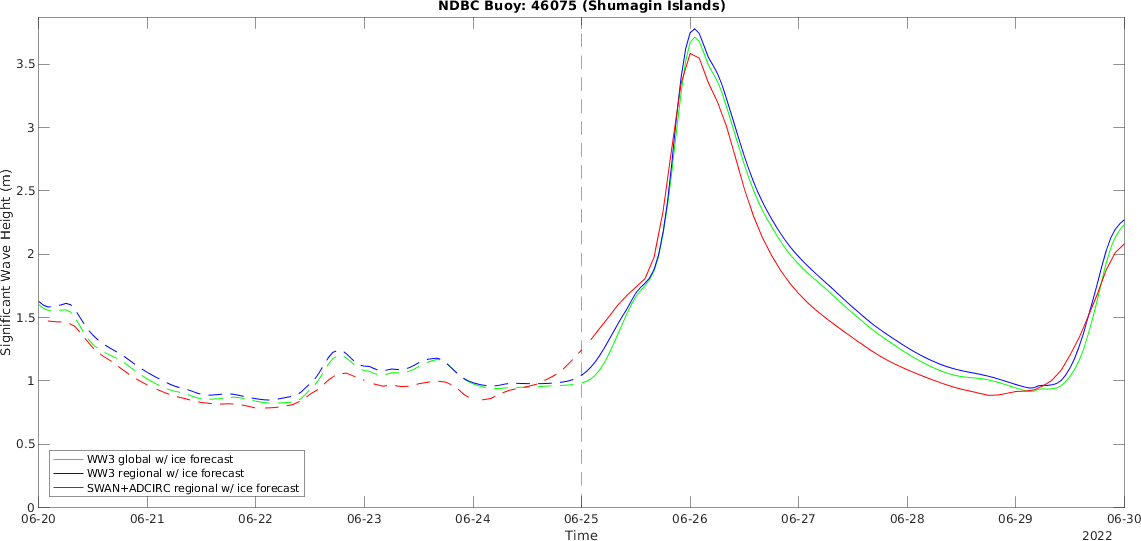 NDBC Buoy: 46075 (Shumagin Islands)
Significant Wave Height (m)
3.5
3
2.5
2
1.5
1
0.5
0
WW3 global w/ ice forecast
WW3 regional w/ ice forecast
SWAN+ADCIRC regional w/ ice forecast
06-20 06-21 06-22 06-23 06-24 06-25 06-26 06-27 06-28 06-29 06-30
Time
2022